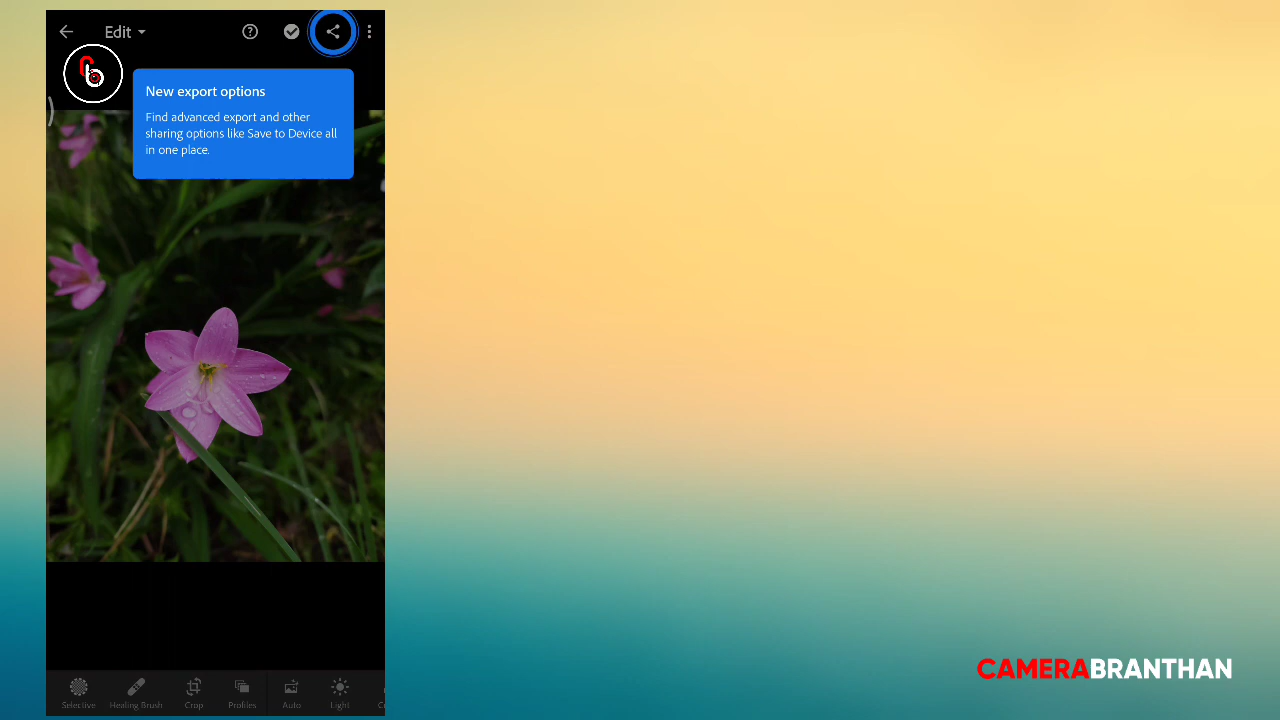 Edit
New export options
Find advanced export and other
sharing options like Save to Device all
in one place.
Selective
Healing Brush
Crop
Profiles
Auto
Light
CAMERABRANTHAN